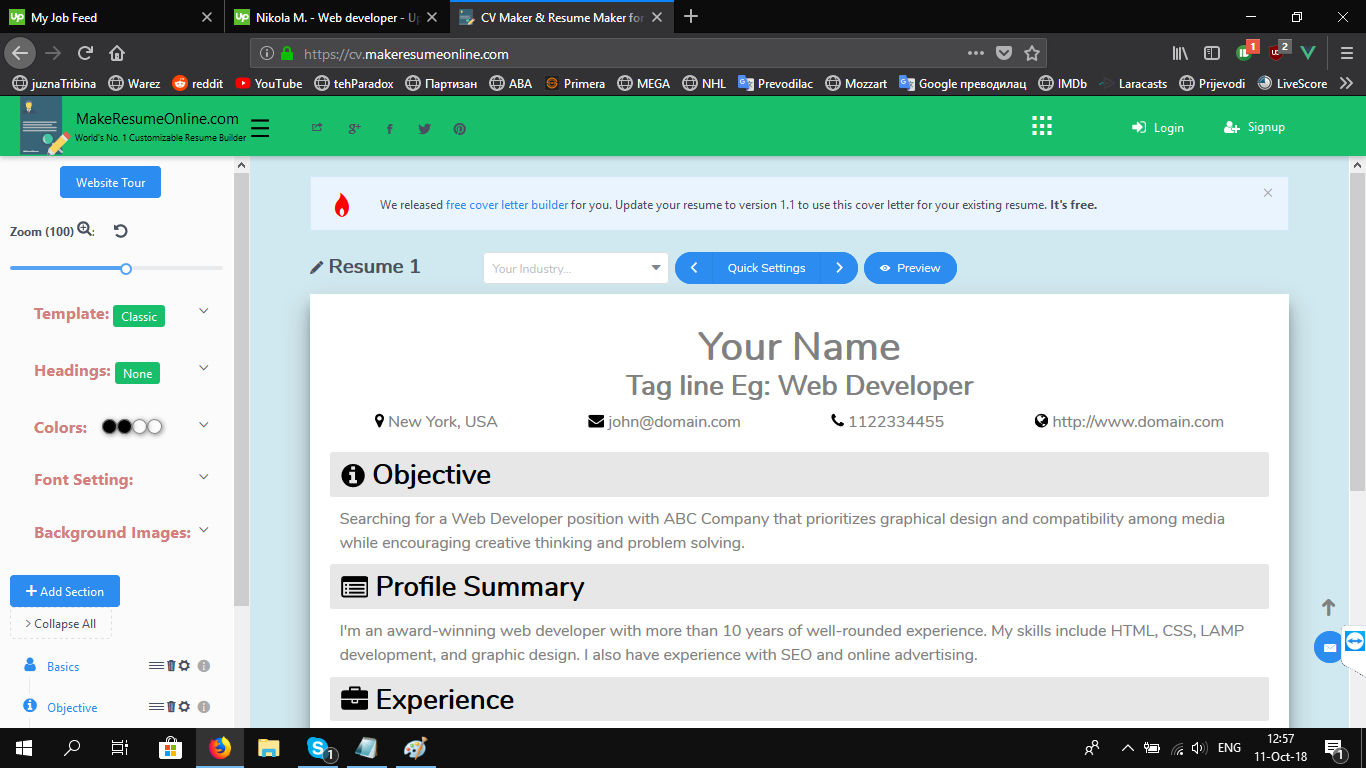 My Job Feed
Nikola M. - Web developer - Up
CV Maker & Resume Maker for
https://cv.makeresumeonline.com
1
2
juznaTribina Warez reddit YouTube tehParadox Партизан ABA Primera MEGA NHL Prevodilac Mozzart Google преводилац IMDb Laracasts Prijevodi LiveScore
MakeResumeOnline.com
World's No. 1 Customizable Resume Builder
Login
Signup
Website Tour
Zoom (100) :
Template: Classic
Headings: None
Colors:
Font Setting:
Background Images:
+ Add Section
> Collapse All
Basics
Objective
We released free cover letter builder for you. Update your resume to version 1.1 to use this cover letter for your existing resume. It's free.
Resume 1
Your Industry...
Quick Settings
Preview
Your Name
Tag line Eg: Web Developer
New York, USA
john@domain.com
1122334455
http://www.domain.com
Objective
Searching for a Web Developer position with ABC Company that prioritizes graphical design and compatibility among media
while encouraging creative thinking and problem solving.
Profile Summary
I'm an award-winning web developer with more than 10 years of well-rounded experience. My skills include HTML, CSS, LAMP
development, and graphic design. I also have experience with SEO and online advertising.
Experience
1
ENG
12:57
11-Oct-18
1